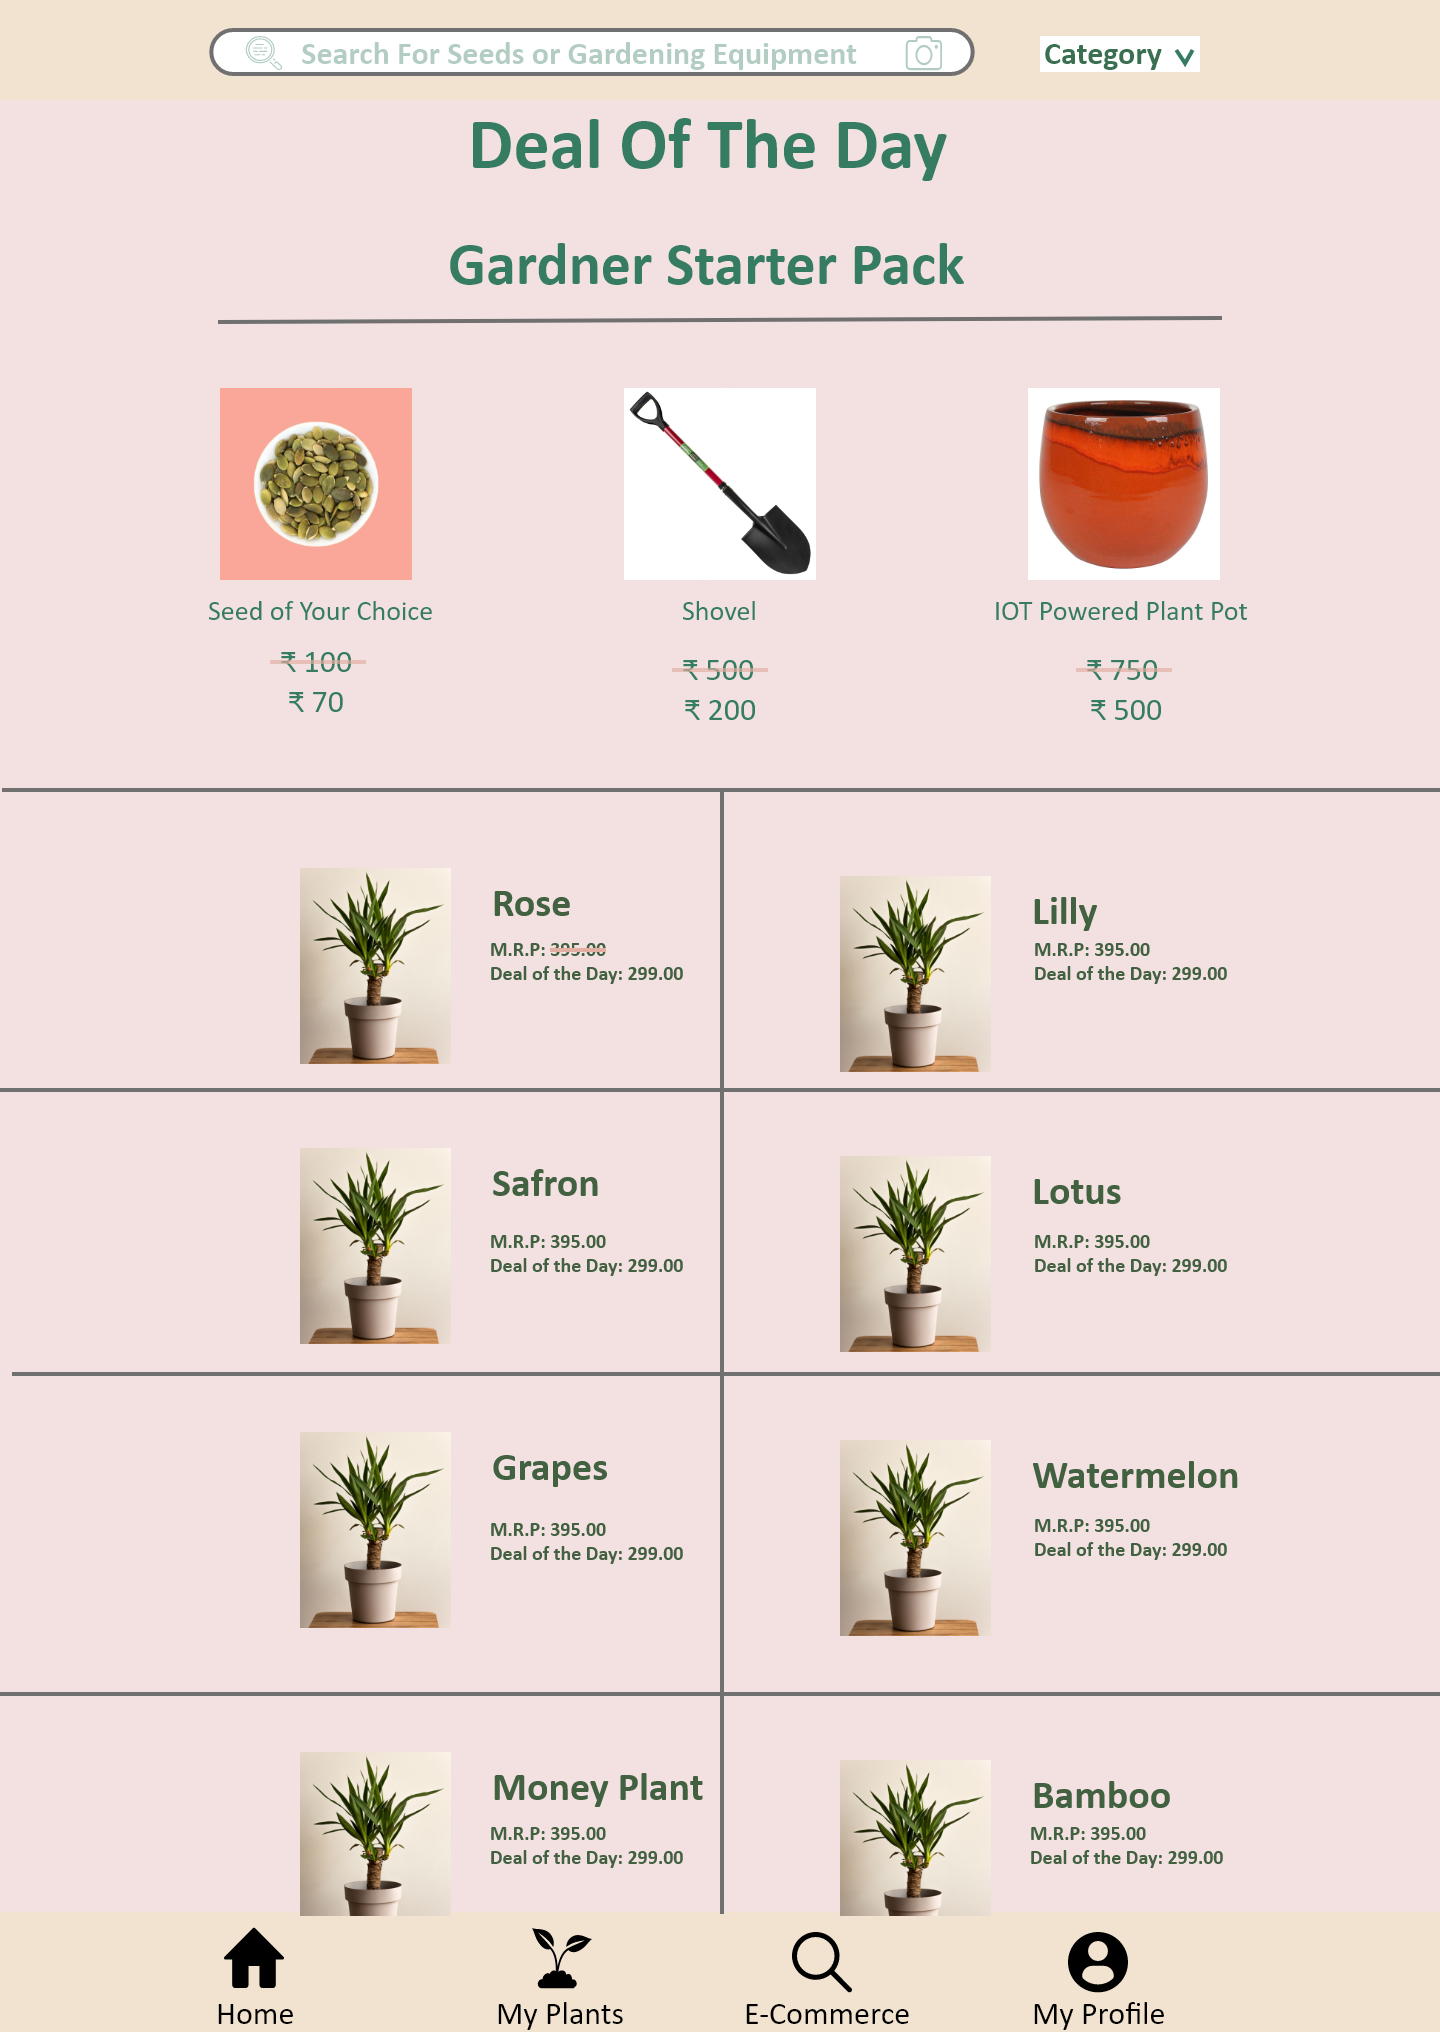 Search For Seeds or Gardening Equipment
Category
Deal Of The Day
Gardner Starter Pack
Seed of Your Choice
₹ 100
₹ 70
Shovel
₹ 500
₹ 200
IOT Powered Plant Pot
₹ 750
₹ 500
Rose
M.R.P: 395.00
Deal of the Day: 299.00
Lilly
M.R.P: 395.00
Deal of the Day: 299.00
Safron
M.R.P: 395.00
Deal of the Day: 299.00
Lotus
M.R.P: 395.00
Deal of the Day: 299.00
Grapes
M.R.P: 395.00
Deal of the Day: 299.00
Watermelon
M.R.P: 395.00
Deal of the Day: 299.00
Money Plant
M.R.P: 395.00
Deal of the Day: 299.00
Bamboo
M.R.P: 395.00
Deal of the Day: 299.00
Home
My Plants
E-Commerce
My Profile